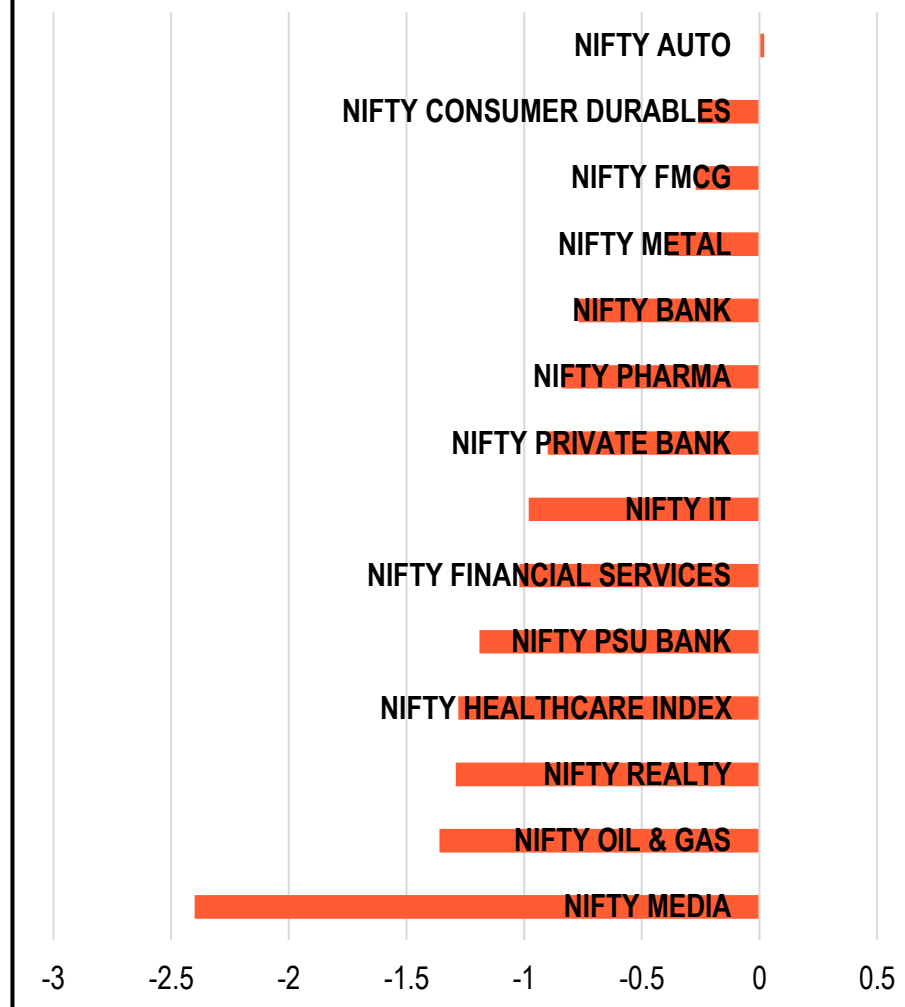 NIFTY AUTO
NIFTY CONSUMER DURABLES
NIFTY FMCG
NIFTY METAL
NIFTY BANK
NIFTY PHARMA
NIFTY PRIVATE BANK
NIFTY IT
NIFTY FINANCIAL SERVICES
NIFTY PSU BANK
NIFTY HEALTHCARE INDEX
NIFTY REALTY
NIFTY OIL & GAS
NIFTY MEDIA
-3 -2.5 -2 -1.5 -1 -0.5 0 0.5